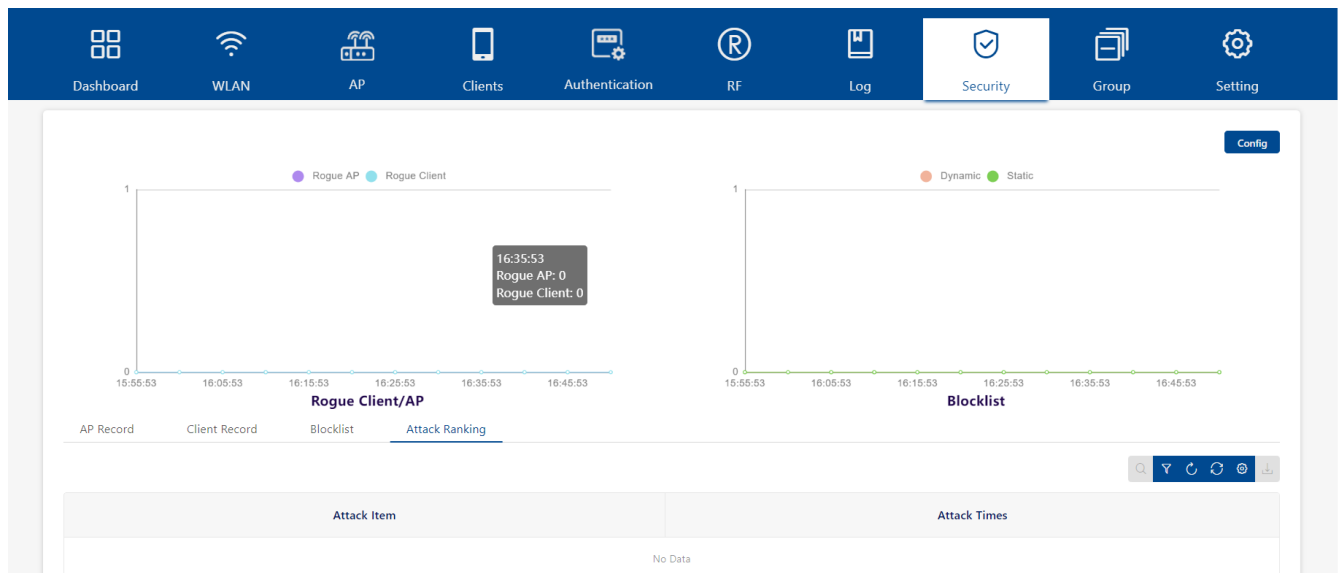 Dashboard WLAN AP Clients Authentication RF Log Security Group Setting
Config
Rogue AP Rogue Client
Dynamic Static
1
1
16:35:53
Rogue AP: 0
Rogue Client: 0
0
15:55:53 16:05:53 16:15:53 16:25:53 16:35:53 16:45:53
0
15:55:53 16:05:53 16:15:53 16:25:53 16:35:53 16:45:53
Rogue Client/AP
Blocklist
AP Record Client Record Blocklist Attack Ranking
Attack Item Attack Times
No Data